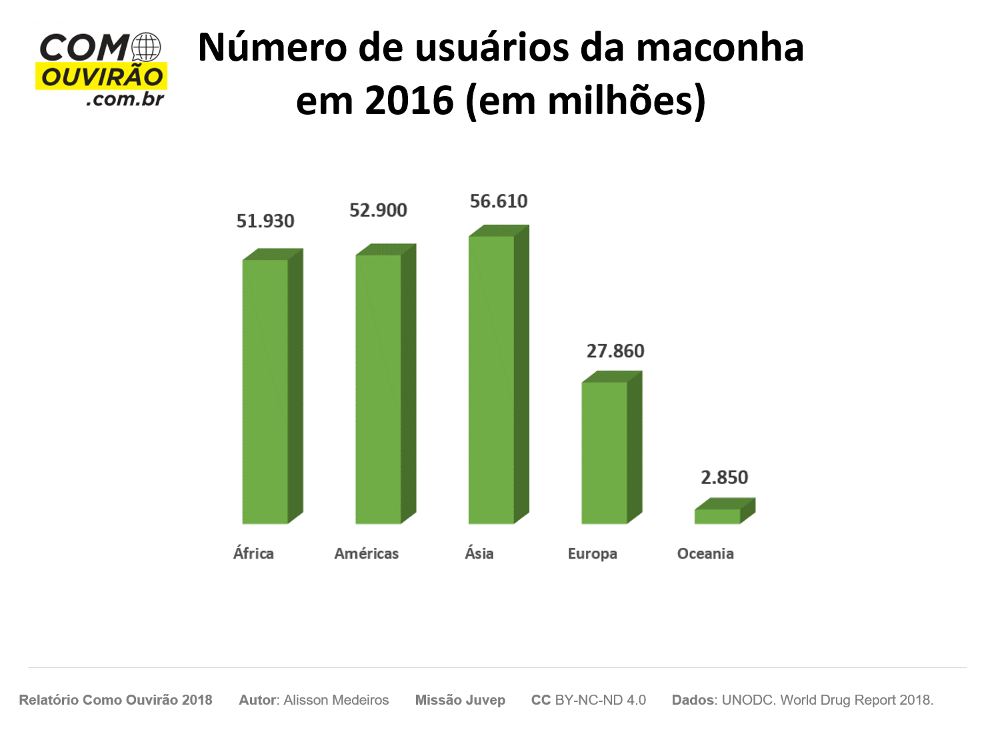 COM
OUVIRÃO
.com.br
Número de usuários da maconha
em 2016 (em milhões)
51.930
52.900
56.610
27.860
2.850
África
Américas
Ásia
Europa
Oceania
Relatório Como Ouvirão 2018 Autor: Alisson Medeiros Missão Juvep CC BY-NC-ND 4.0 Dados: UNODC. World Drug Report 2018.